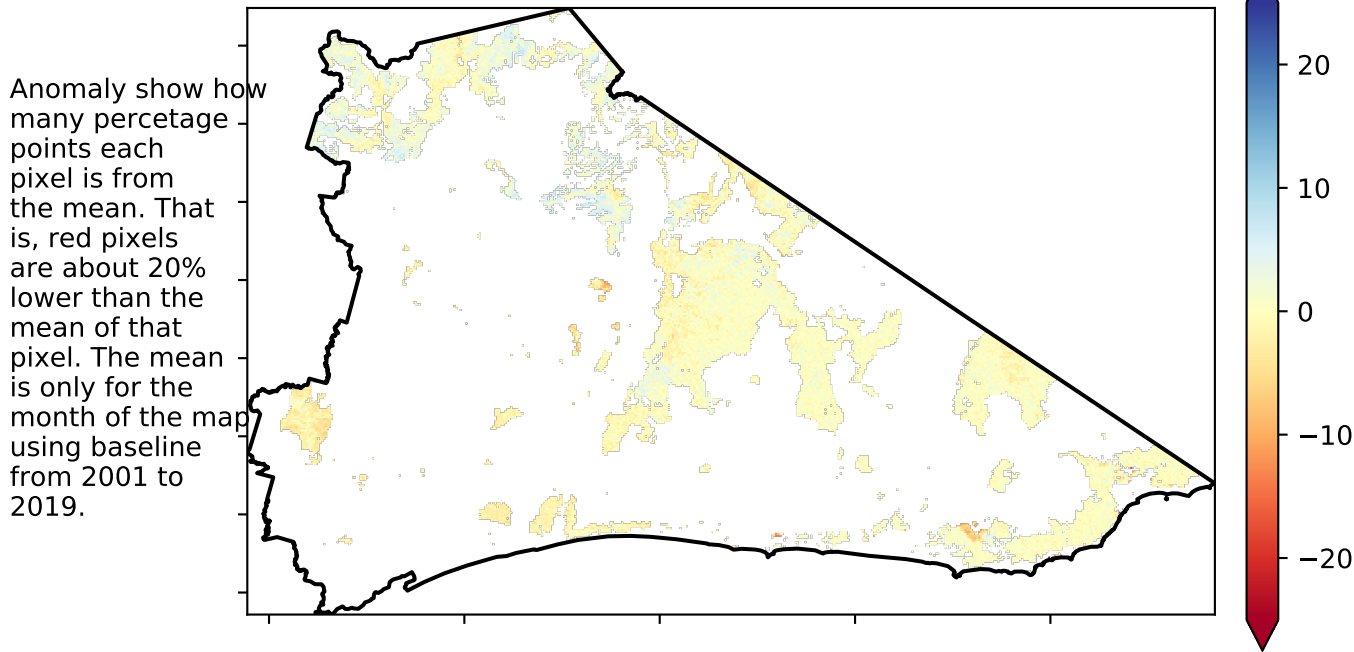 Anomaly show how
many percetage
points each
pixel is from
the mean. That
is, red pixels
are about 20%
lower than the
mean of that
pixel. The mean
is only for the
month of the map
using baseline
from 2001 to
2019.
20
10
0
−10
−20